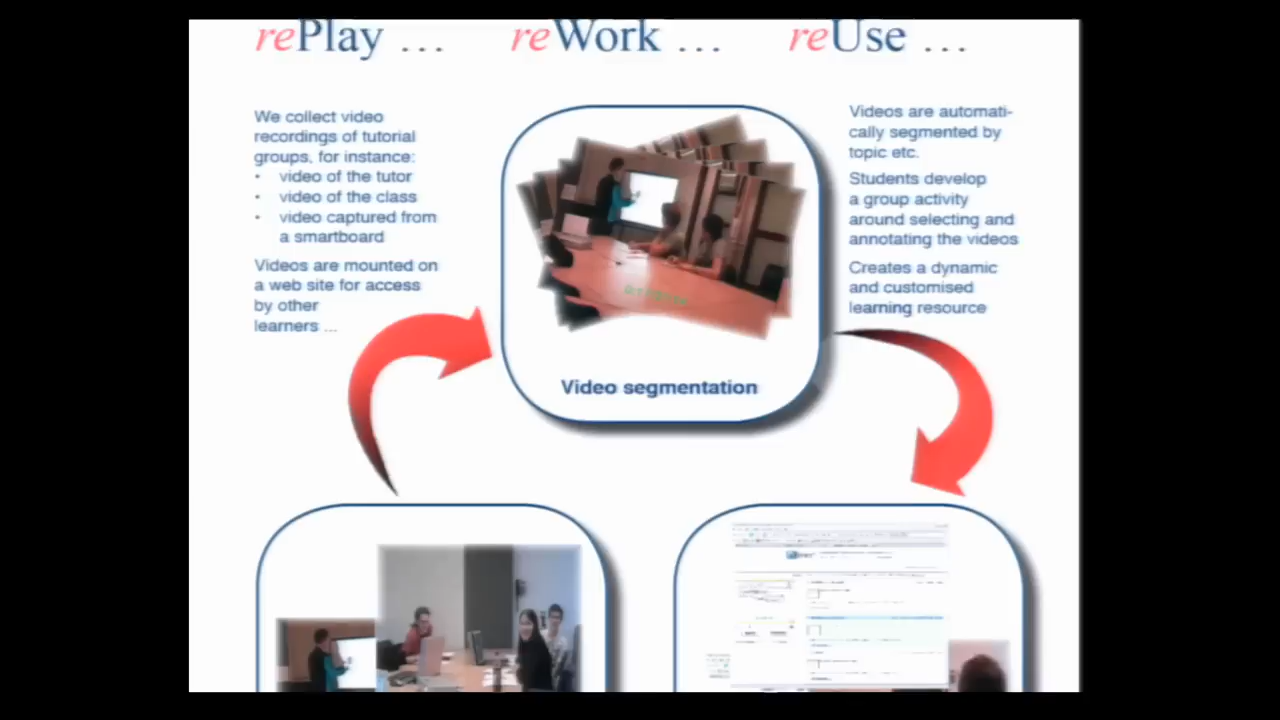 rePlay ... reWork ... reUse ...
We collect video
recordings of tutorial
groups, for instance:
• video of the tutor
• video of the class
• video captured from
a smartboard
Videos are mounted on
a web site for access
by other
learners ...
Video segmentation
Videos are automati-
cally segmented by
topic etc.
Students develop
a group activity
around selecting and
annotating the videos
Creates a dynamic
and customised
learning resource